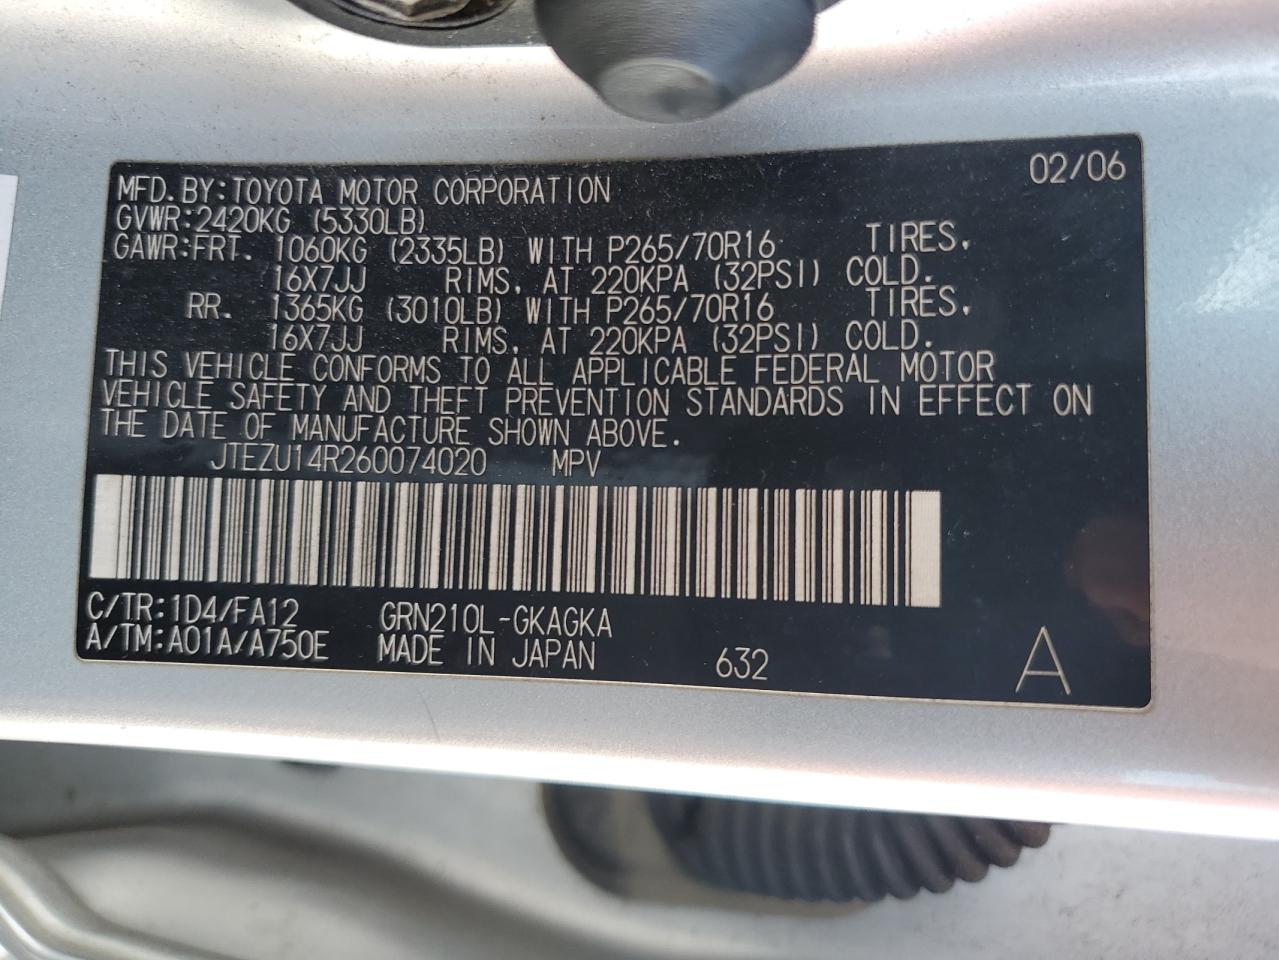 02/06
MFD.BY:TOYOTA MOTOR CORPORATION
GVWR:2420KG (5330LB)
GAWR:FRT. 1060KG (2335LB) WITH P265/70R16 TIRES.
16X7JJ RIMS, AT 220KPA (32PSI) COLD.
RR. 1365KG (3010LB) WITH P265/70R16 TIRES.
16X7JJ RIMS, AT 220KPA (32PSI) COLD.
THIS VEHICLE CONFORMS TO ALL APPLICABLE FEDERAL MOTOR
VEHICLE SAFETY AND THEFT PREVENTION STANDARDS IN EFFECT ON
THE DATE OF MANUFACTURE SHOWN ABOVE.
JTEZU14R260074020 MPV
C/TR:1D4/FA12 GRN210L-GKAGKA
A/TM:A01A/A750E MADE IN JAPAN 632 A